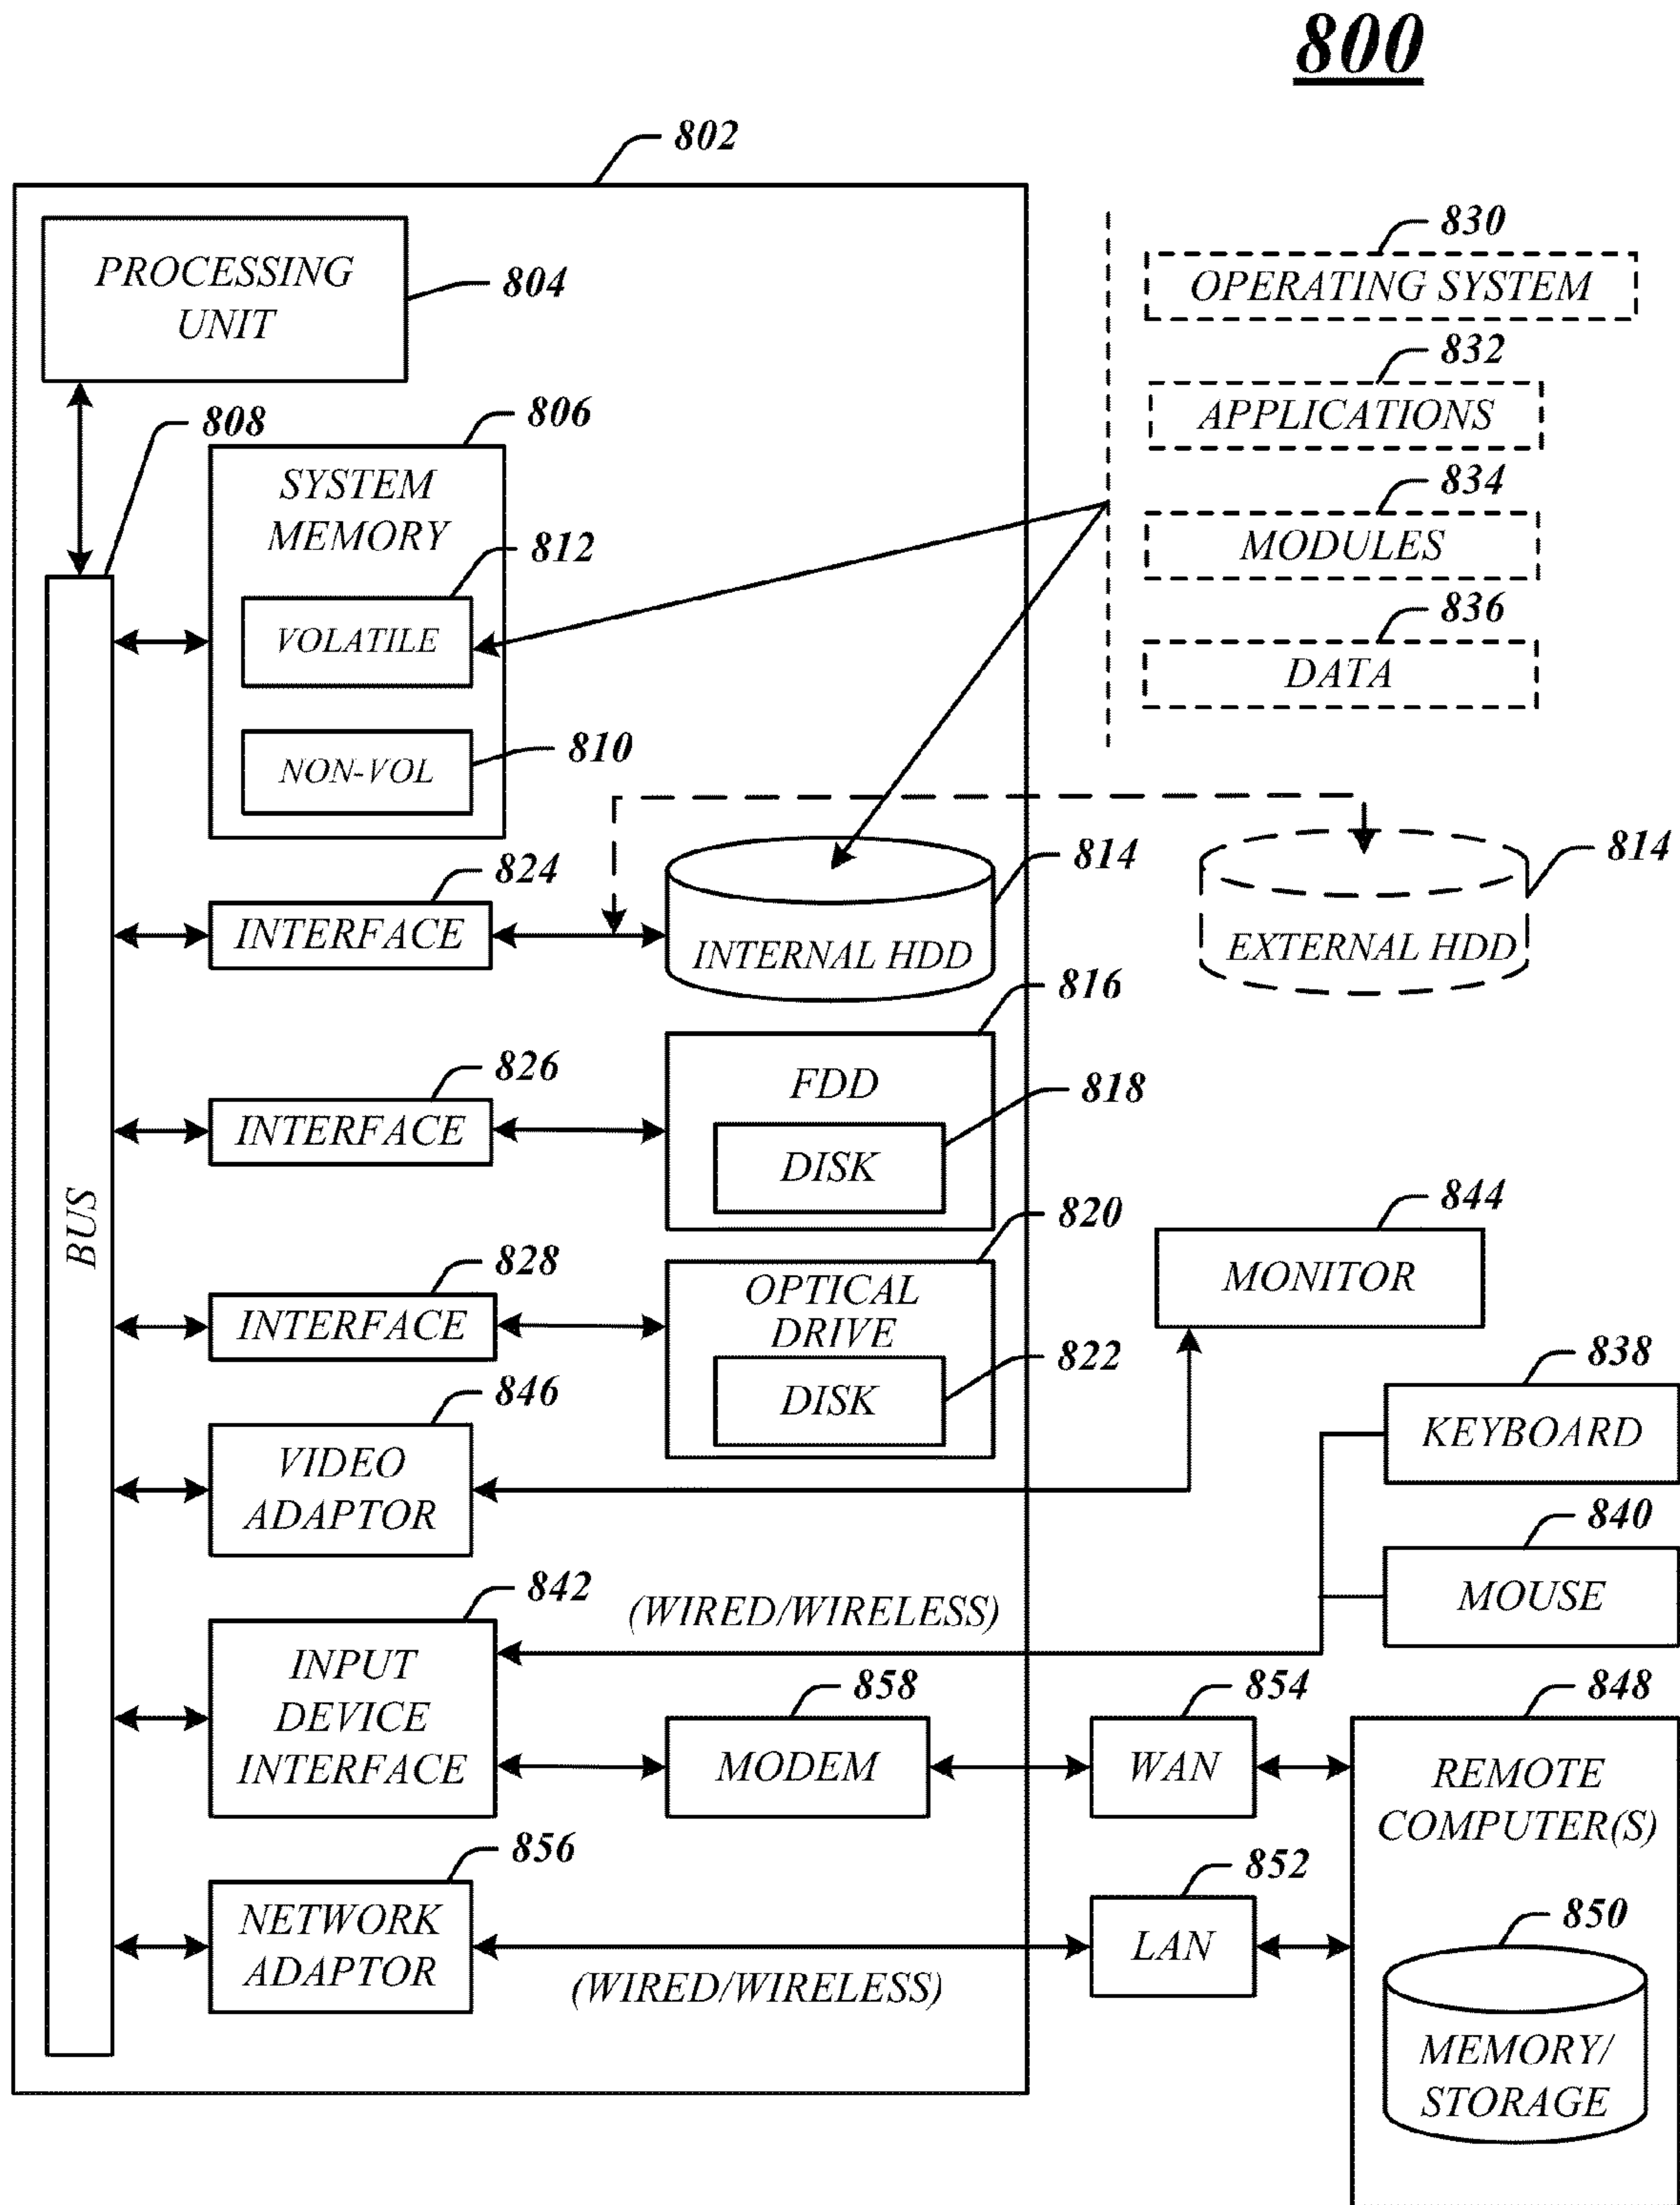 800
802
PROCESSING
UNIT
804
830
OPERATING SYSTEM
832
APPLICATIONS
834
MODULES
836
DATA
808
806
SYSTEM
MEMORY
812
VOLATILE
810
NON-VOL
BUS
824
INTERFACE
814
INTERNAL HDD
814
EXTERNAL HDD
816
826
INTERFACE
FDD
818
DISK
820
828
INTERFACE
OPTICAL
DRIVE
822
DISK
844
MONITOR
846
VIDEO
ADAPTOR
838
KEYBOARD
840
MOUSE
842
INPUT
DEVICE
INTERFACE
(WIRED/WIRELESS)
858
MODEM
854
WAN
848
REMOTE
COMPUTER(S)
856
NETWORK
ADAPTOR
(WIRED/WIRELESS)
852
LAN
850
MEMORY/
STORAGE